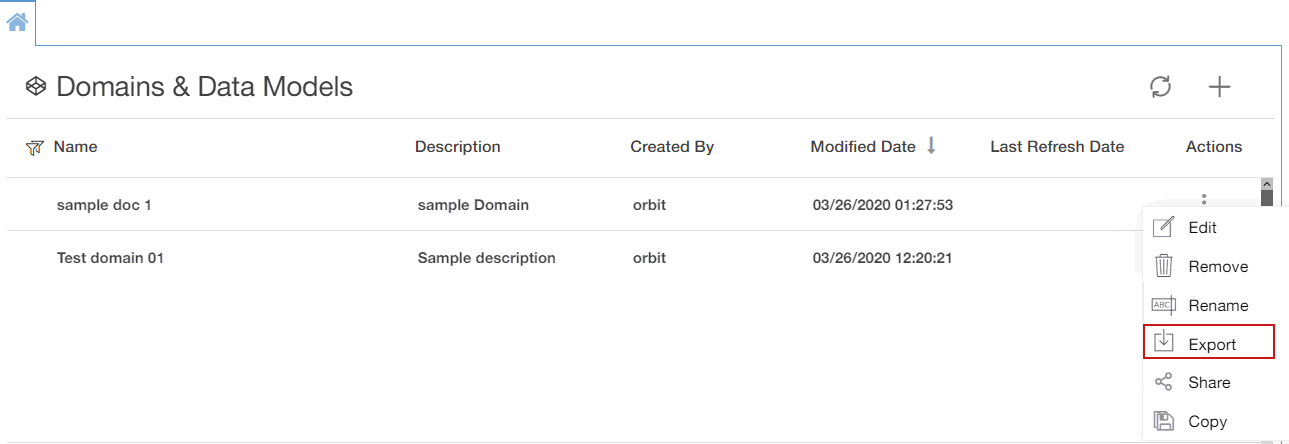 Domains & Data Models
Name Description Created By Modified Date Last Refresh Date Actions
sample doc 1 sample Domain orbit 03/26/2020 01:27:53
Test domain 01 Sample description orbit 03/26/2020 12:20:21
Edit
Remove
ABC Rename
Export
Share
Copy